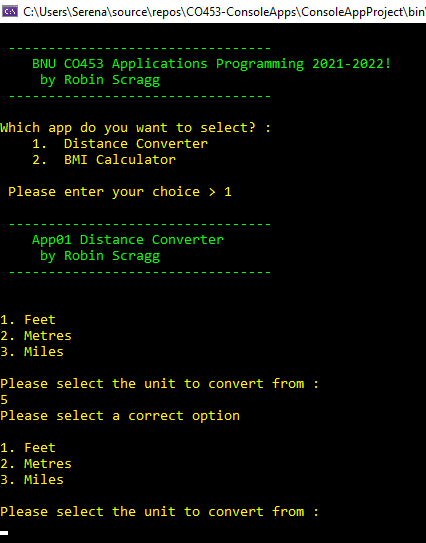 C:\Users\Serena\source\repos\CO453-ConsoleApps\ConsoleAppProject\bin\
---------------------------------
BNU CO453 Applications Programming 2021-2022!
by Robin Scragg
---------------------------------
Which app do you want to select? :
1. Distance Converter
2. BMI Calculator
Please enter your choice > 1
---------------------------------
App01 Distance Converter
by Robin Scragg
---------------------------------
1. Feet
2. Metres
3. Miles
Please select the unit to convert from :
5
Please select a correct option
1. Feet
2. Metres
3. Miles
Please select the unit to convert from :